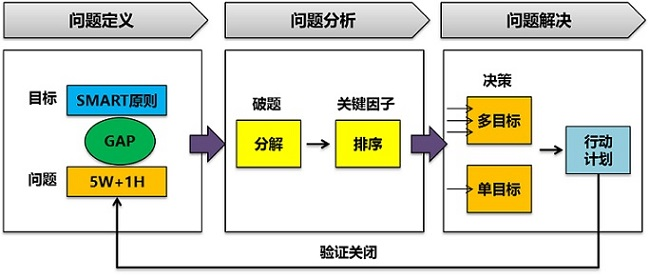 问题定义
问题分析
问题解决
目标
SMART原则
GAP
问题
5W+1H
破题
分解
关键因子
排序
决策
多目标
单目标
行动
计划
验证关闭